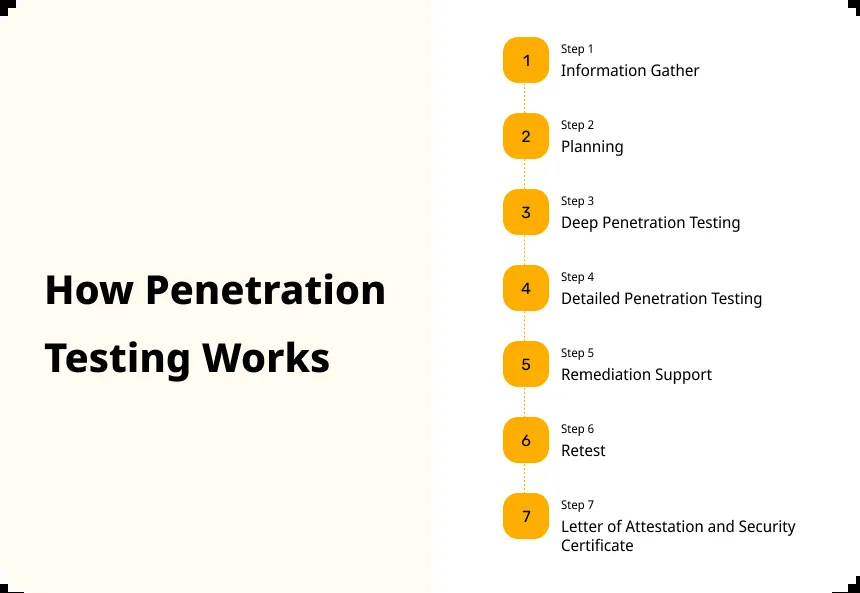 How Penetration
Testing Works
1
Step 1
Information Gather
2
Step 2
Planning
3
Step 3
Deep Penetration Testing
4
Step 4
Detailed Penetration Testing
5
Step 5
Remediation Support
6
Step 6
Retest
7
Step 7
Letter of Attestation and Security
Certificate